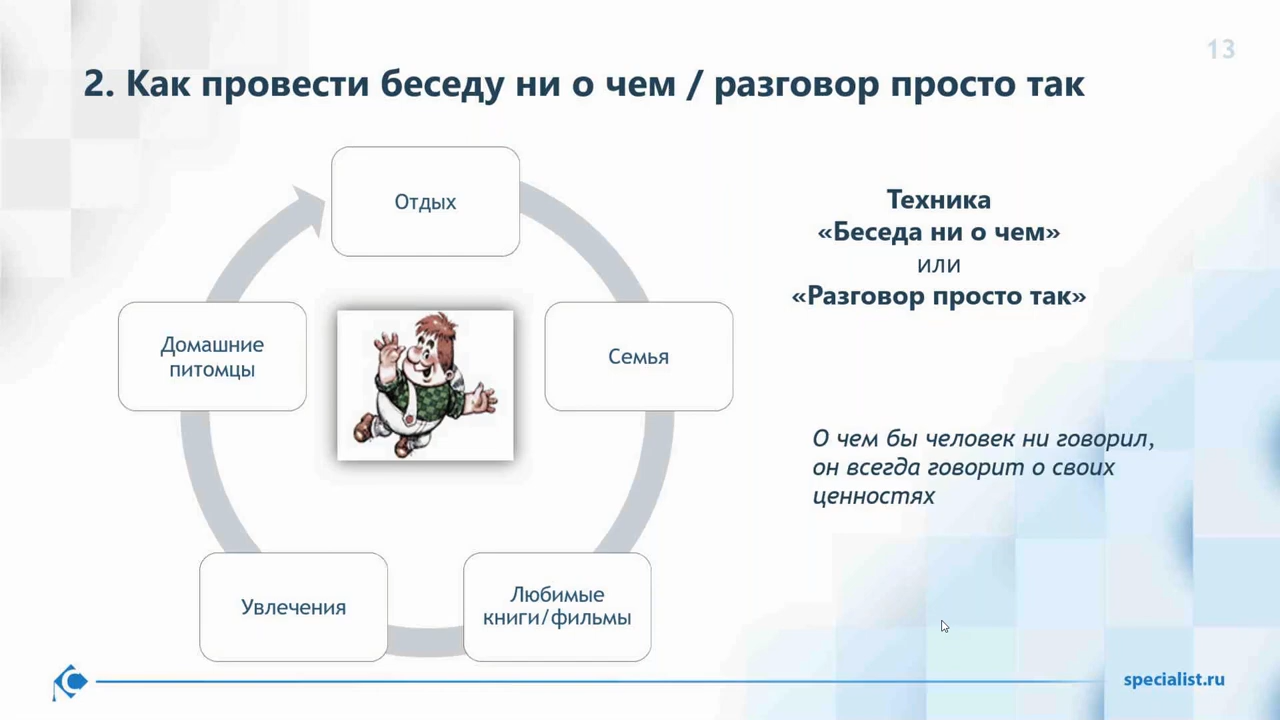 13
2. Как провести беседу ни о чем / разговор просто так
Отдых
Домашние
питомцы
Семья
Увлечения
Любимые
книги/фильмы
Техника
«Беседа ни о чем»
или
«Разговор просто так»
О чем бы человек ни говорил,
он всегда говорит о своих
ценностях
specialist.ru